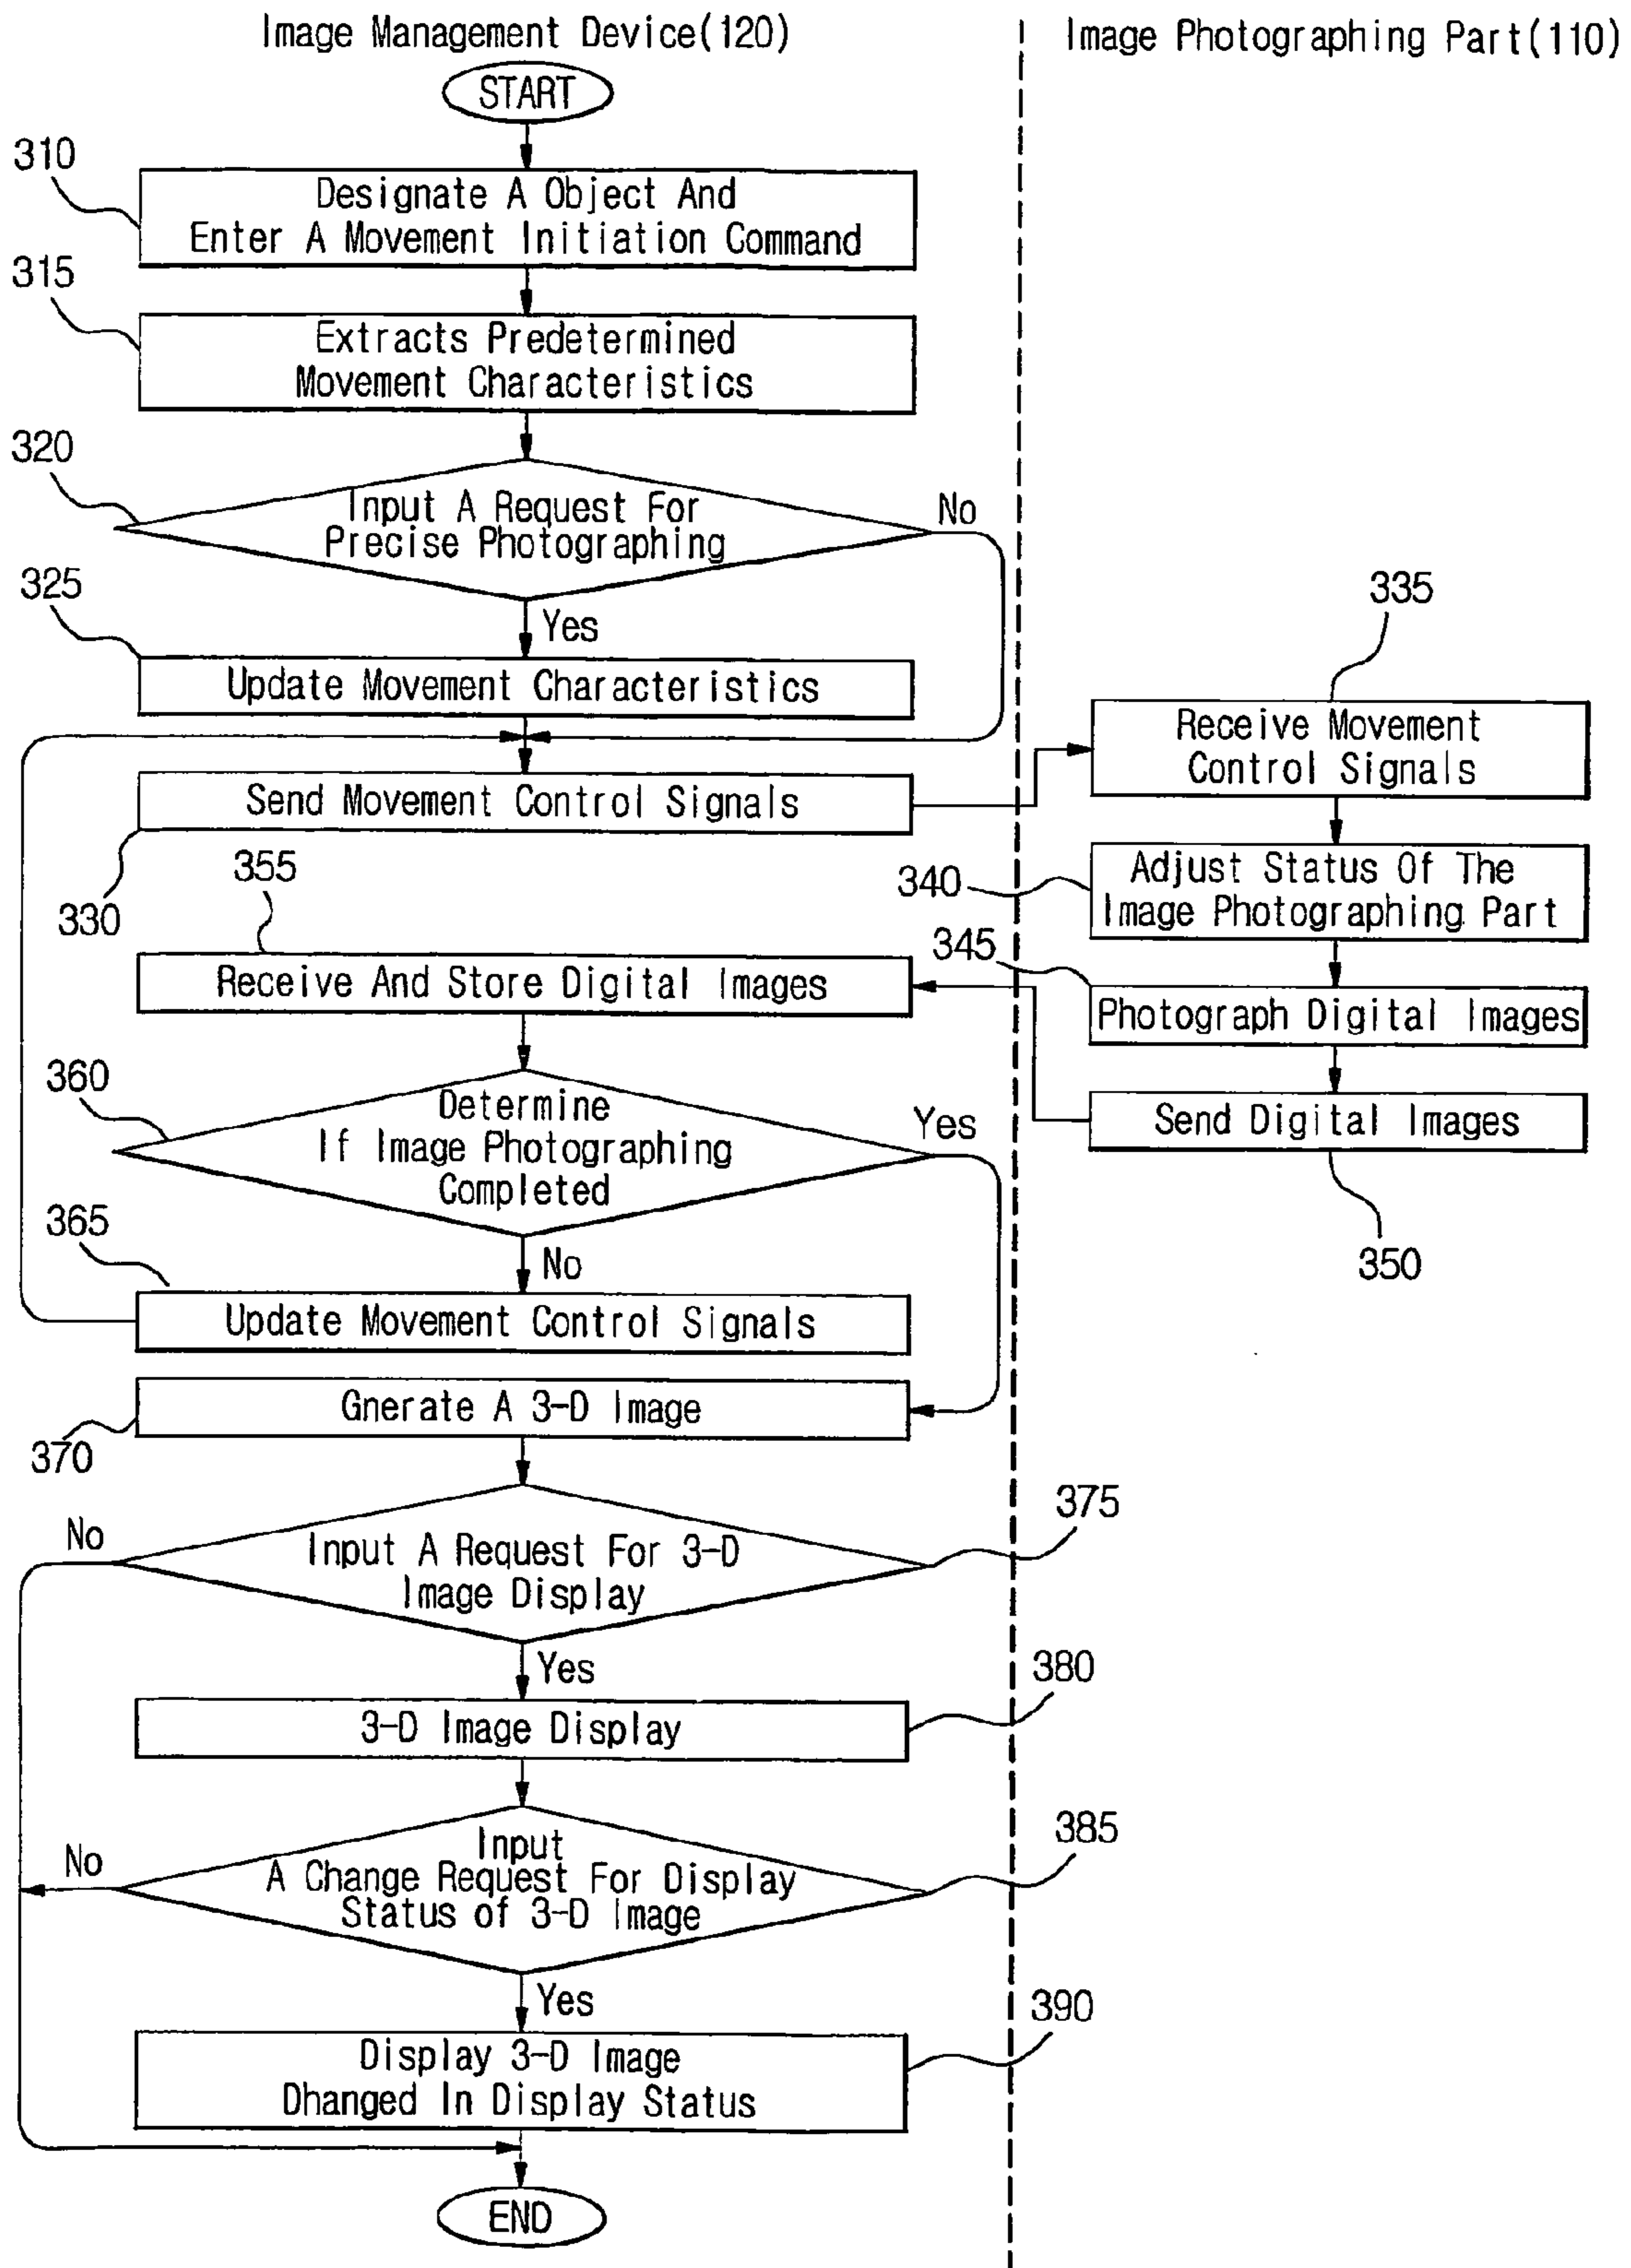 Image Management Device(120)
Image Photographing Part(110)
START
310
Designate A Object And
Enter A Movement Initiation Command
315
Extracts Predetermined
Movement Characteristics
320
Input A Request For
Precise Photographing
No
Yes
325
Update Movement Characteristics
Send Movement Control Signals
330
335
Receive Movement
Control Signals
340
Adjust Status Of The
Image Photographing Part
345
Photograph Digital Images
Send Digital Images
350
355
Receive And Store Digital Images
360
Determine
If Image Photographing
Completed
Yes
No
365
Update Movement Control Signals
Gnerate A 3-D Image
370
375
Input A Request For 3-D
Image Display
No
Yes
380
3-D Image Display
385
Input
A Change Request For Display
Status of 3-D Image
No
Yes
390
Display 3-D Image
Dhanged In Display Status
END